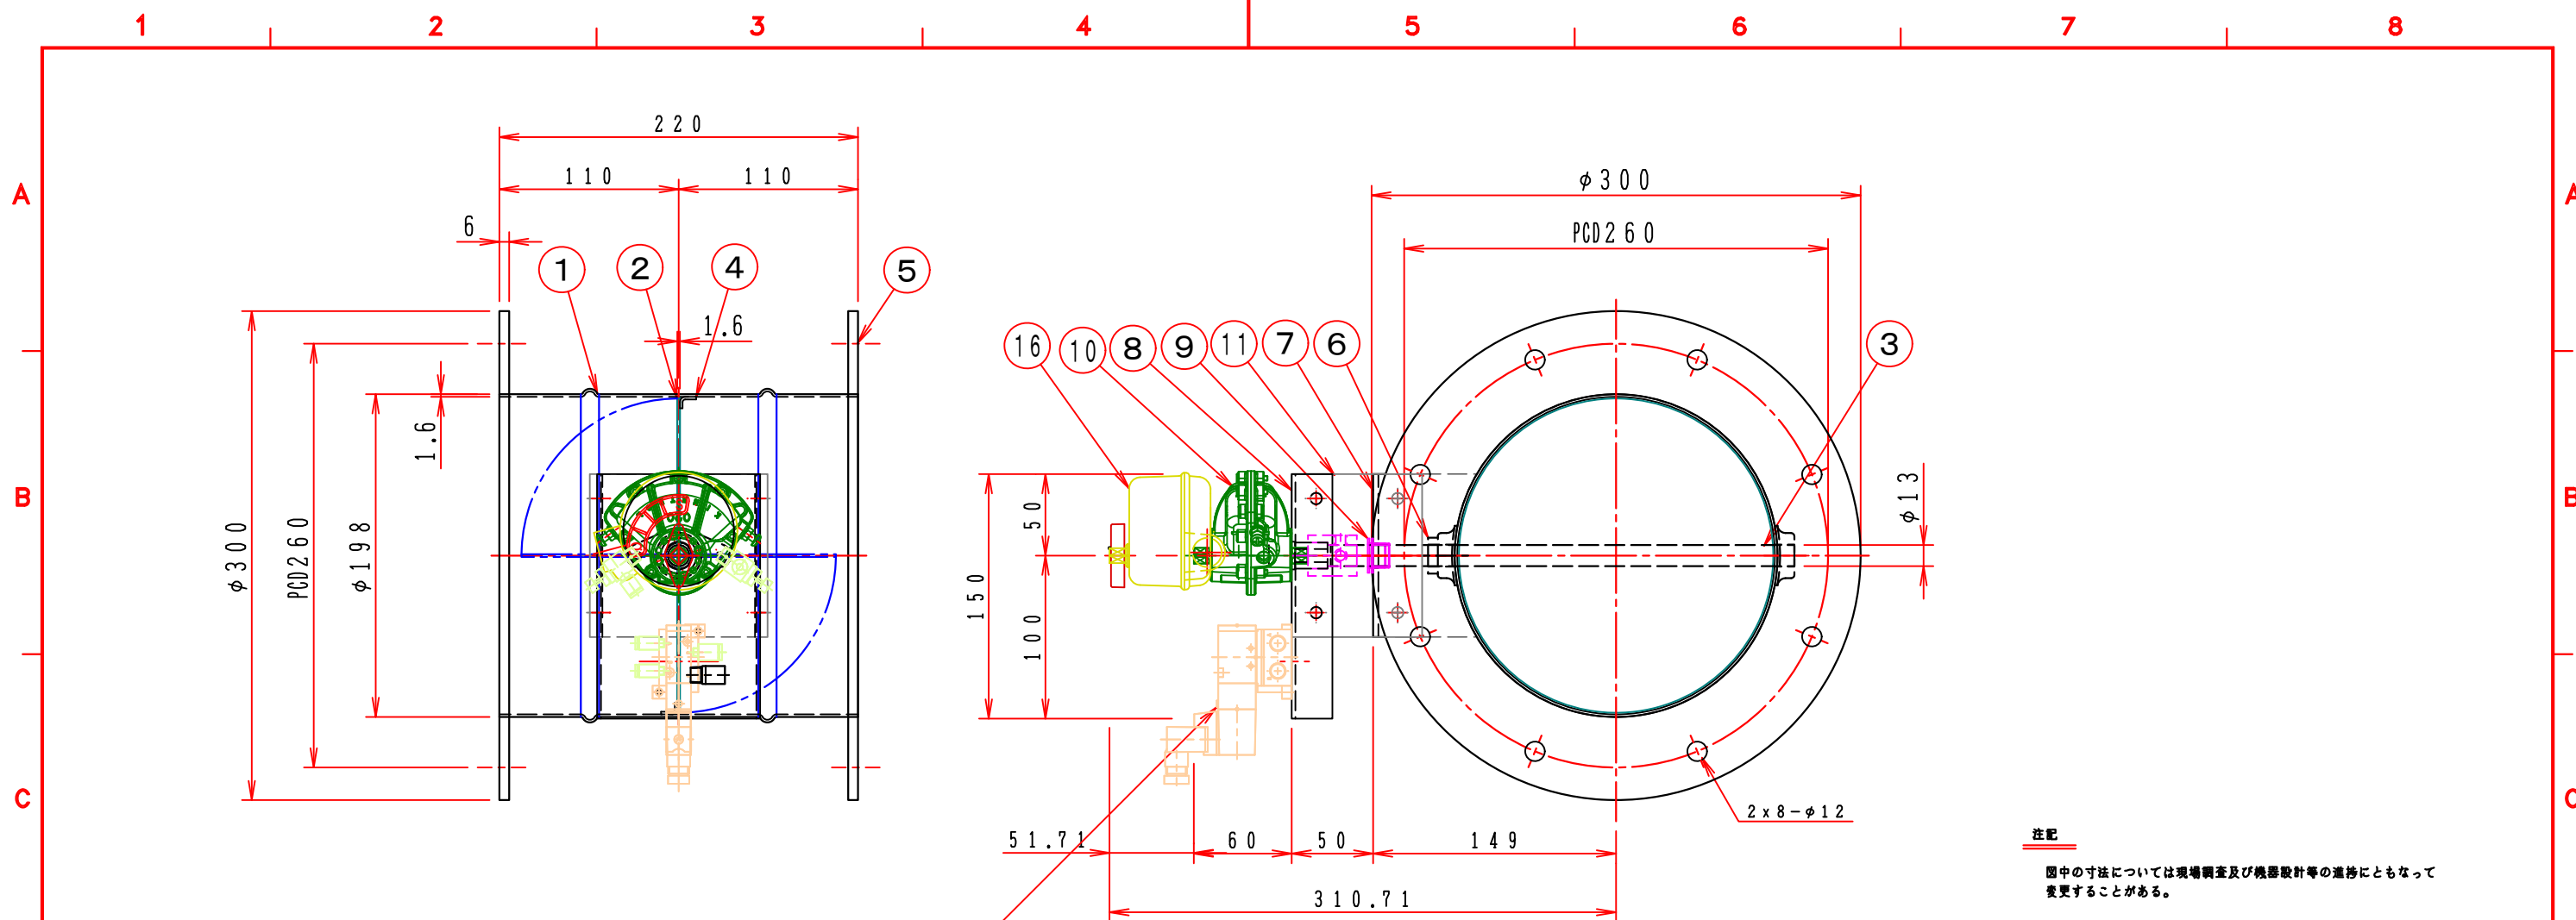 1 2 3 4 5 6 7 8
A A
220
110 110
φ300
PCD260
6
1 2 4 5
1.6
16 10 8 9 11 7 6 3
1.6
B B
φ300
PCD260
φ198
150
50
100
φ13
C C
2x8-φ12
51.71 60 50 149
310.71
注記
図中の寸法については現場調査及び機器設計等の進捗にともなって
変更することがある。